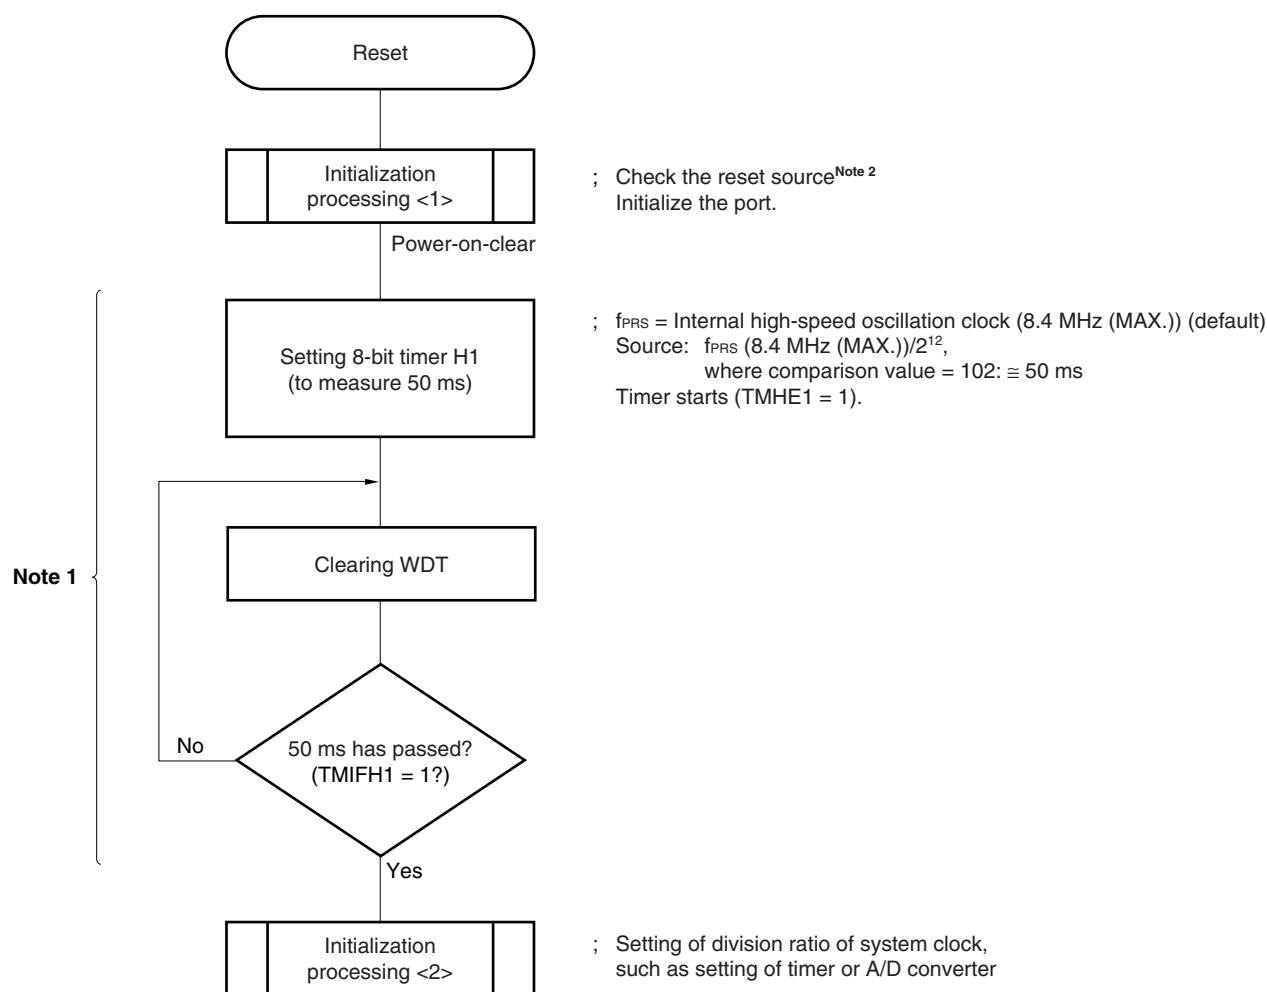 Reset
Initialization
processing <1>
; Check the reset sourceNote 2
Initialize the port.
Power-on-clear
Setting 8-bit timer H1
(to measure 50 ms)
; fPRS = Internal high-speed oscillation clock (8.4 MHz (MAX.)) (default)
Source: fPRS (8.4 MHz (MAX.))/2¹²,
where comparison value = 102: ≅ 50 ms
Timer starts (TMHE1 = 1).
Note 1
Clearing WDT
No
50 ms has passed?
(TMIFH1 = 1?)
Yes
Initialization
processing <2>
; Setting of division ratio of system clock,
such as setting of timer or A/D converter